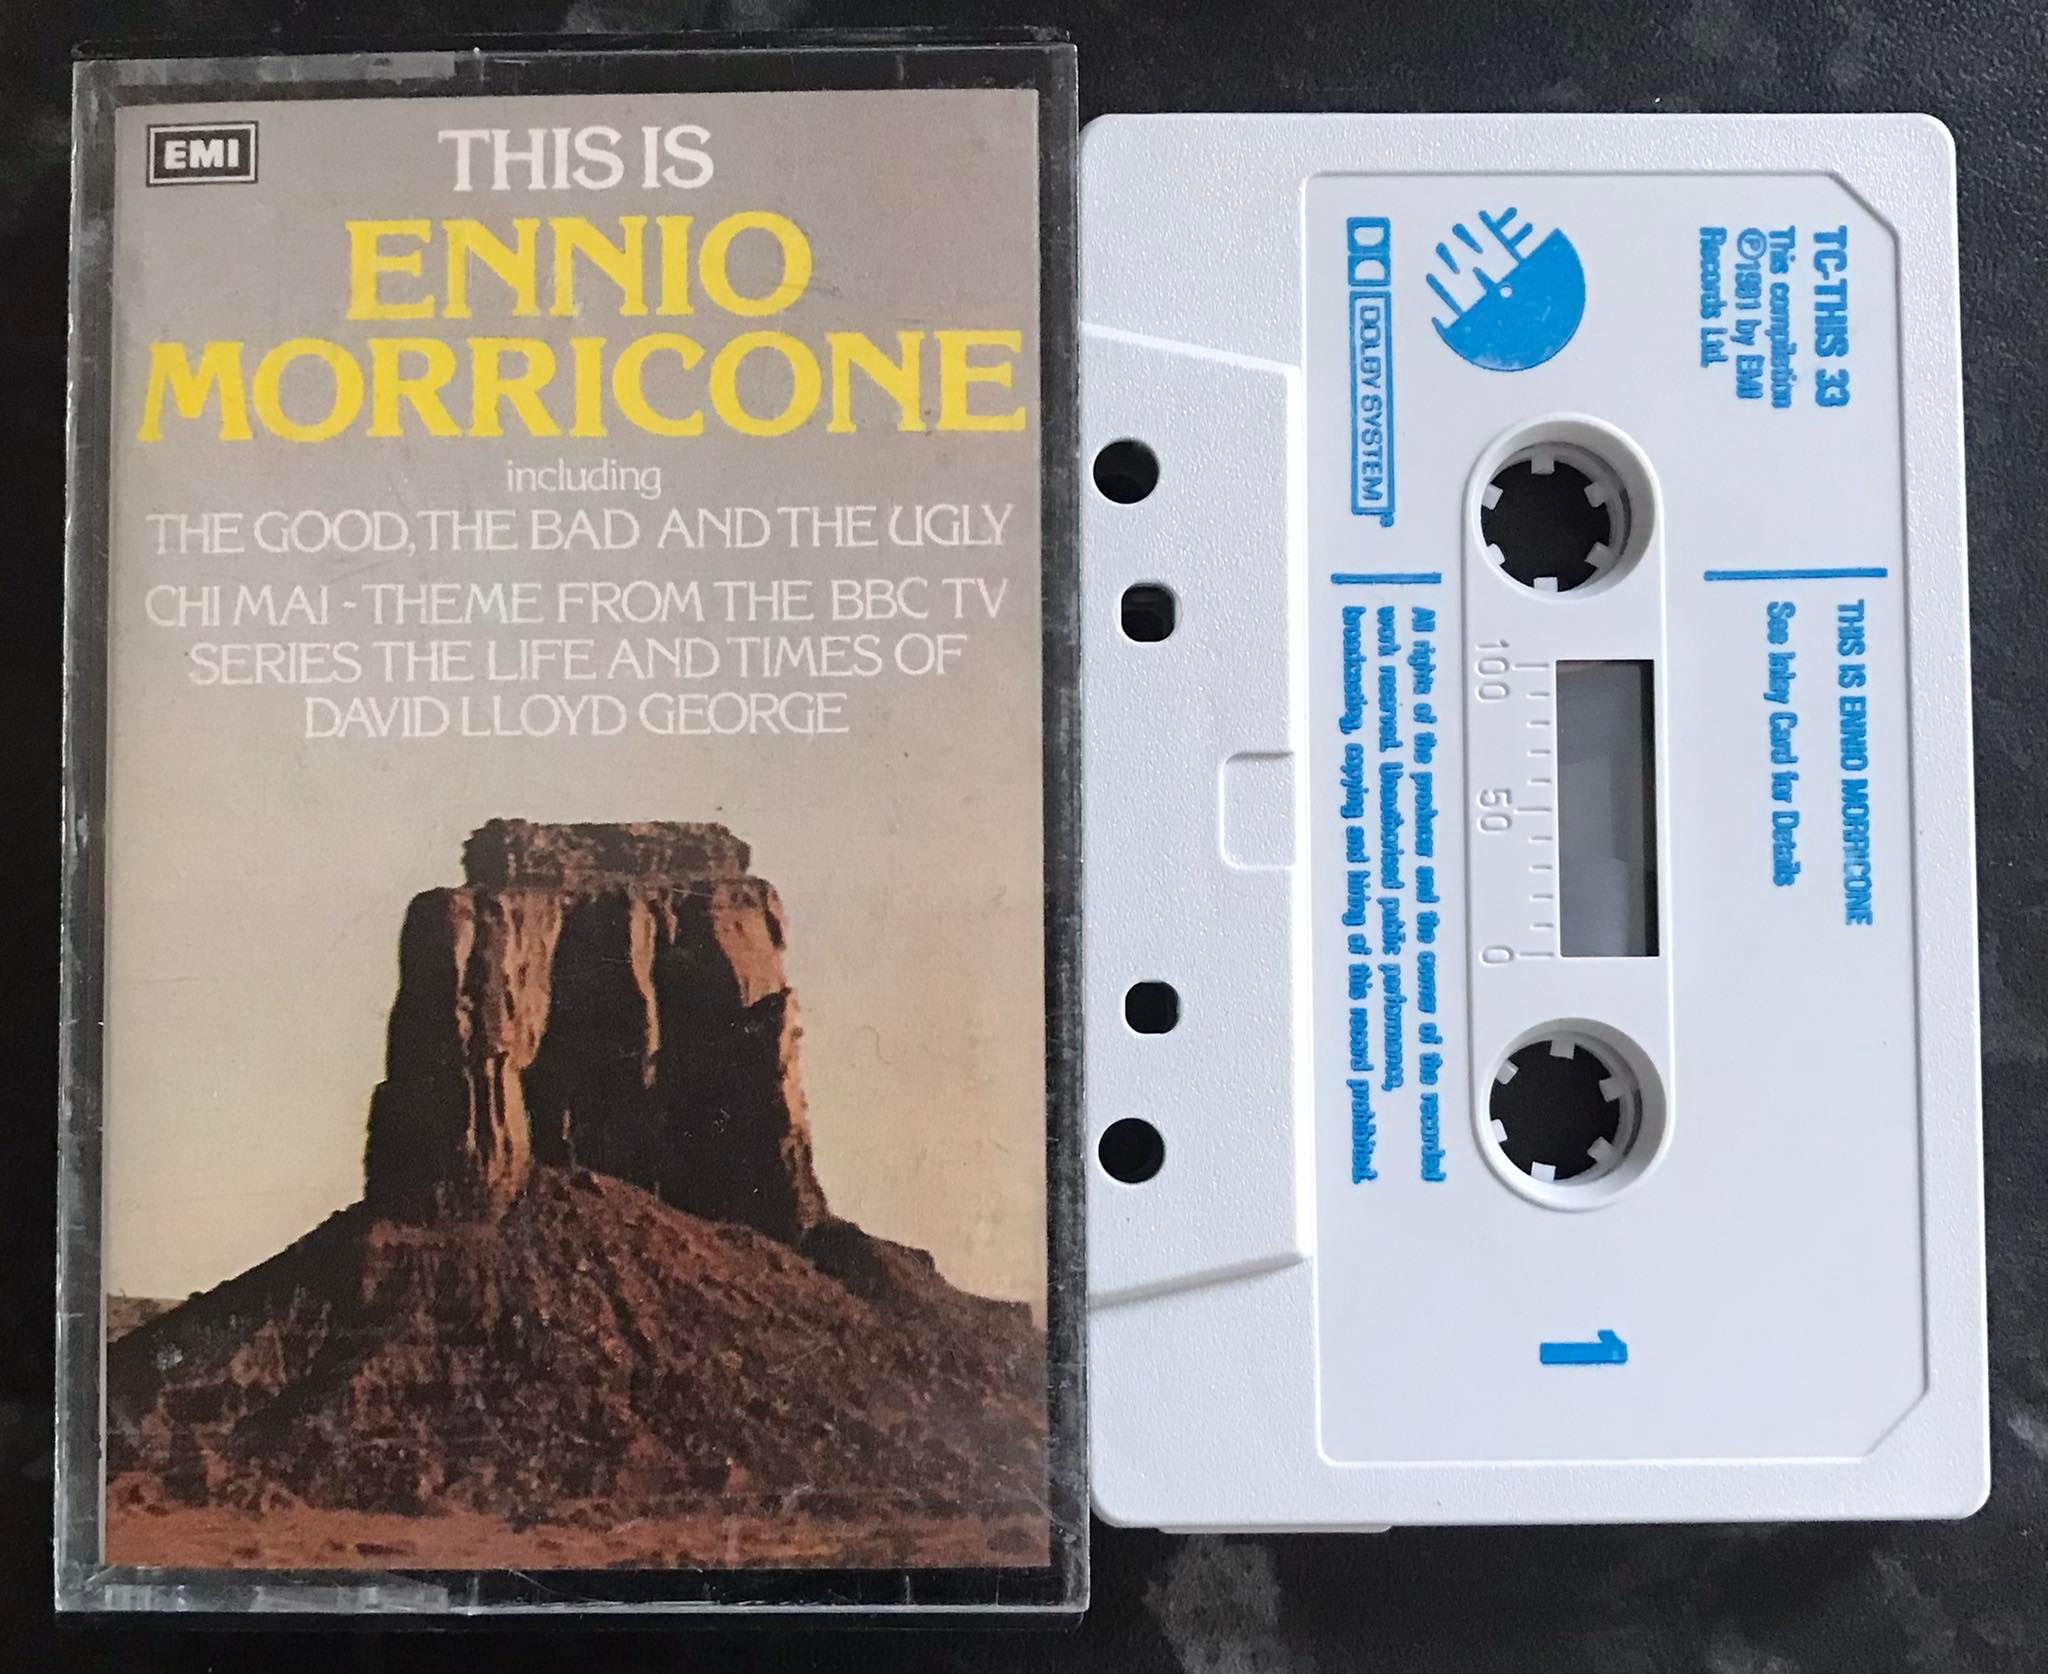 EMI
THIS IS
ENNIO
MORRICONE
including
THE GOOD, THE BAD AND THE UGLY
CHI MAI - THEME FROM THE BBC TV
SERIES THE LIFE AND TIMES OF
DAVID LLOYD GEORGE
TC-THIS 33
This compilation
℗1981 by EMI
Records Ltd.
THIS IS ENNIO MORRICONE
See Inlay Card for Details
EMI
DOLBY SYSTEM®
100 50 0
1
All rights of the producer and the owner of the recorded
work reserved. Unauthorised public performance,
broadcasting, copying and hiring of this record prohibited.